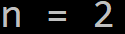 n = 2